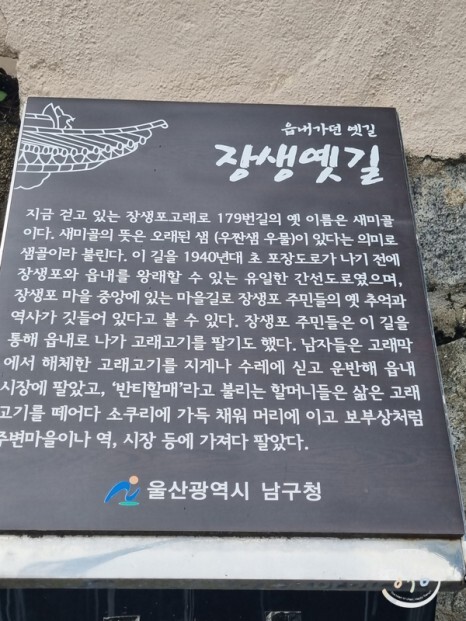 읍내가던 옛길
장생옛길
지금 걷고 있는 장생포고래로 179번길의 옛 이름은 새미골
이다. 새미골의 뜻은 오래된 샘 (우짠샘 우물)이 있다는 의미로
샘골이라 불린다. 이 길을 1940년대 초 포장도로가 나기 전에
장생포와 읍내를 왕래할 수 있는 유일한 간선도로였으며,
장생포 마을 중앙에 있는 마을길로 장생포 주민들의 옛 추억과
역사가 깃들어 있다고 볼 수 있다. 장생포 주민들은 이 길을
통해 읍내로 나가 고래고기를 팔기도 했다. 남자들은 고래막
에서 해체한 고래고기를 지게나 수레에 싣고 운반해 읍내
시장에 팔았고, ‘반티할매’라고 불리는 할머니들은 삶은 고래
고기를 떼어다 소쿠리에 가득 채워 머리에 이고 보부상처럼
주변마을이나 역, 시장 등에 가져다 팔았다.
울산광역시 남구청